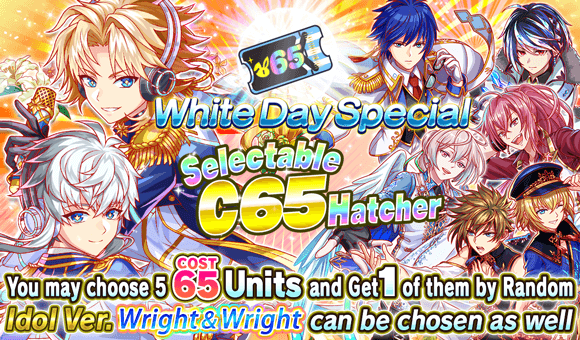 65
White Day Special
Selectable
C65 Hatcher
You may choose 5 COST 65 Units and Get 1 of them by Random
Idol Ver. Wright & Wright can be chosen as well